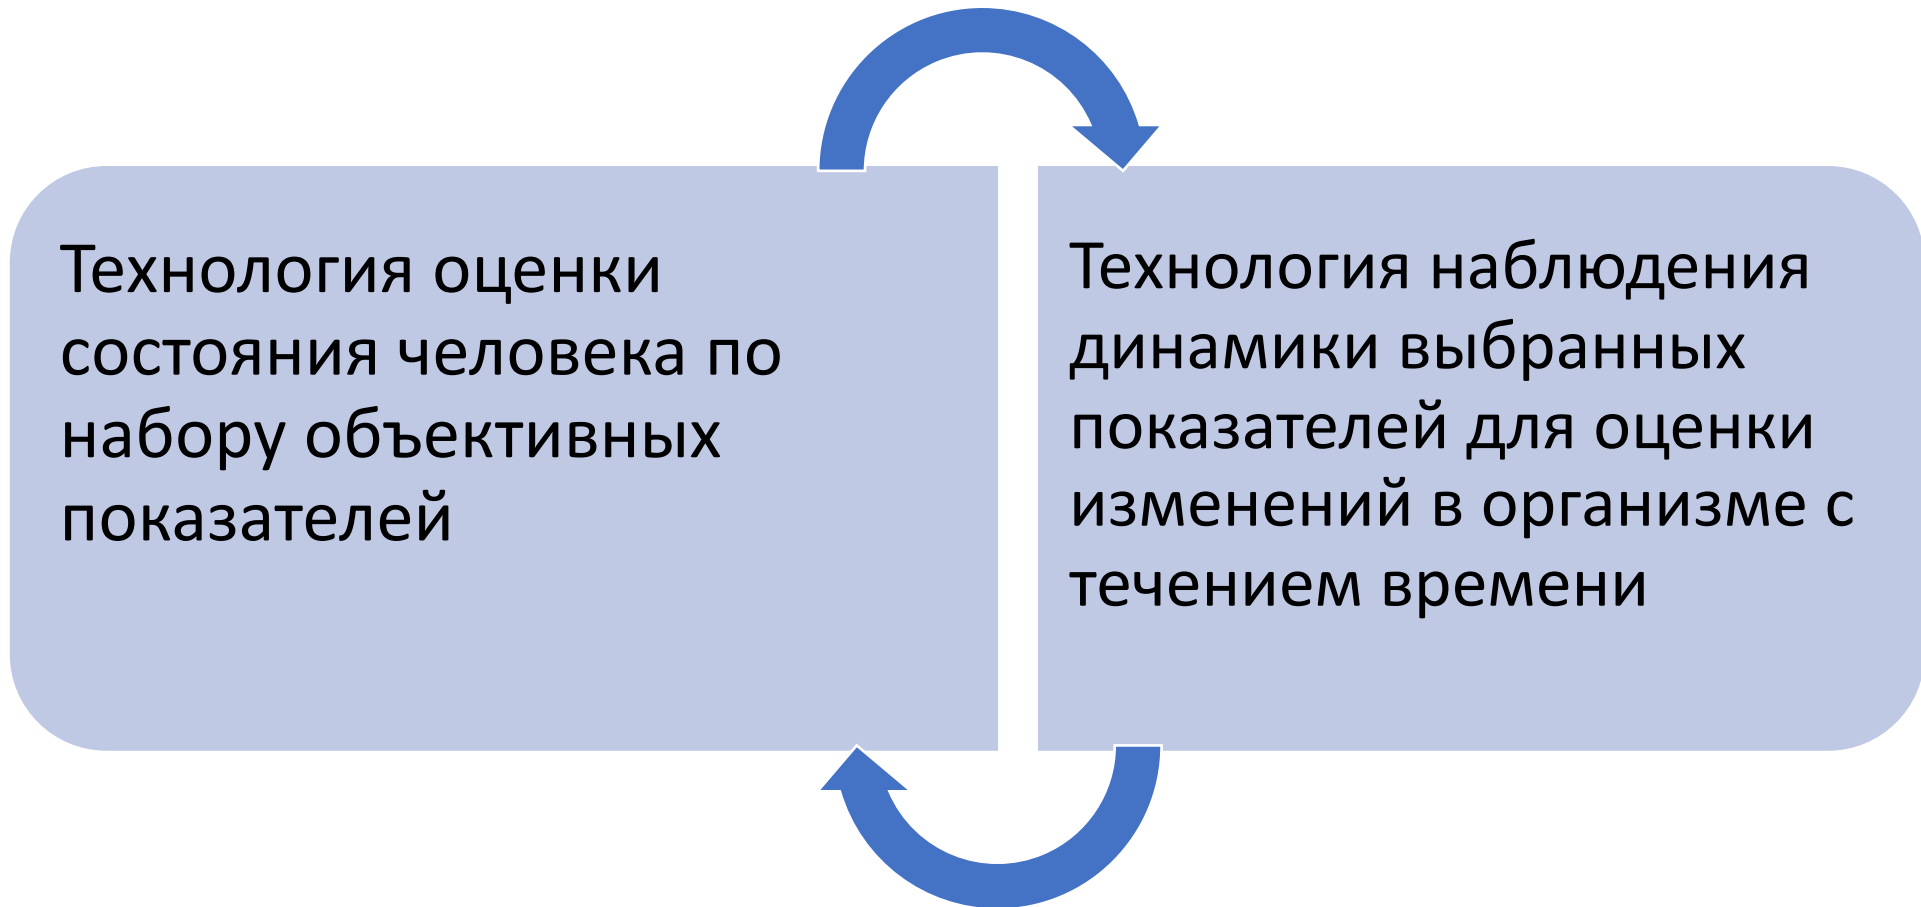 Технология оценки
состояния человека по
набору объективных
показателей
Технология наблюдения
динамики выбранных
показателей для оценки
изменений в организме с
течением времени